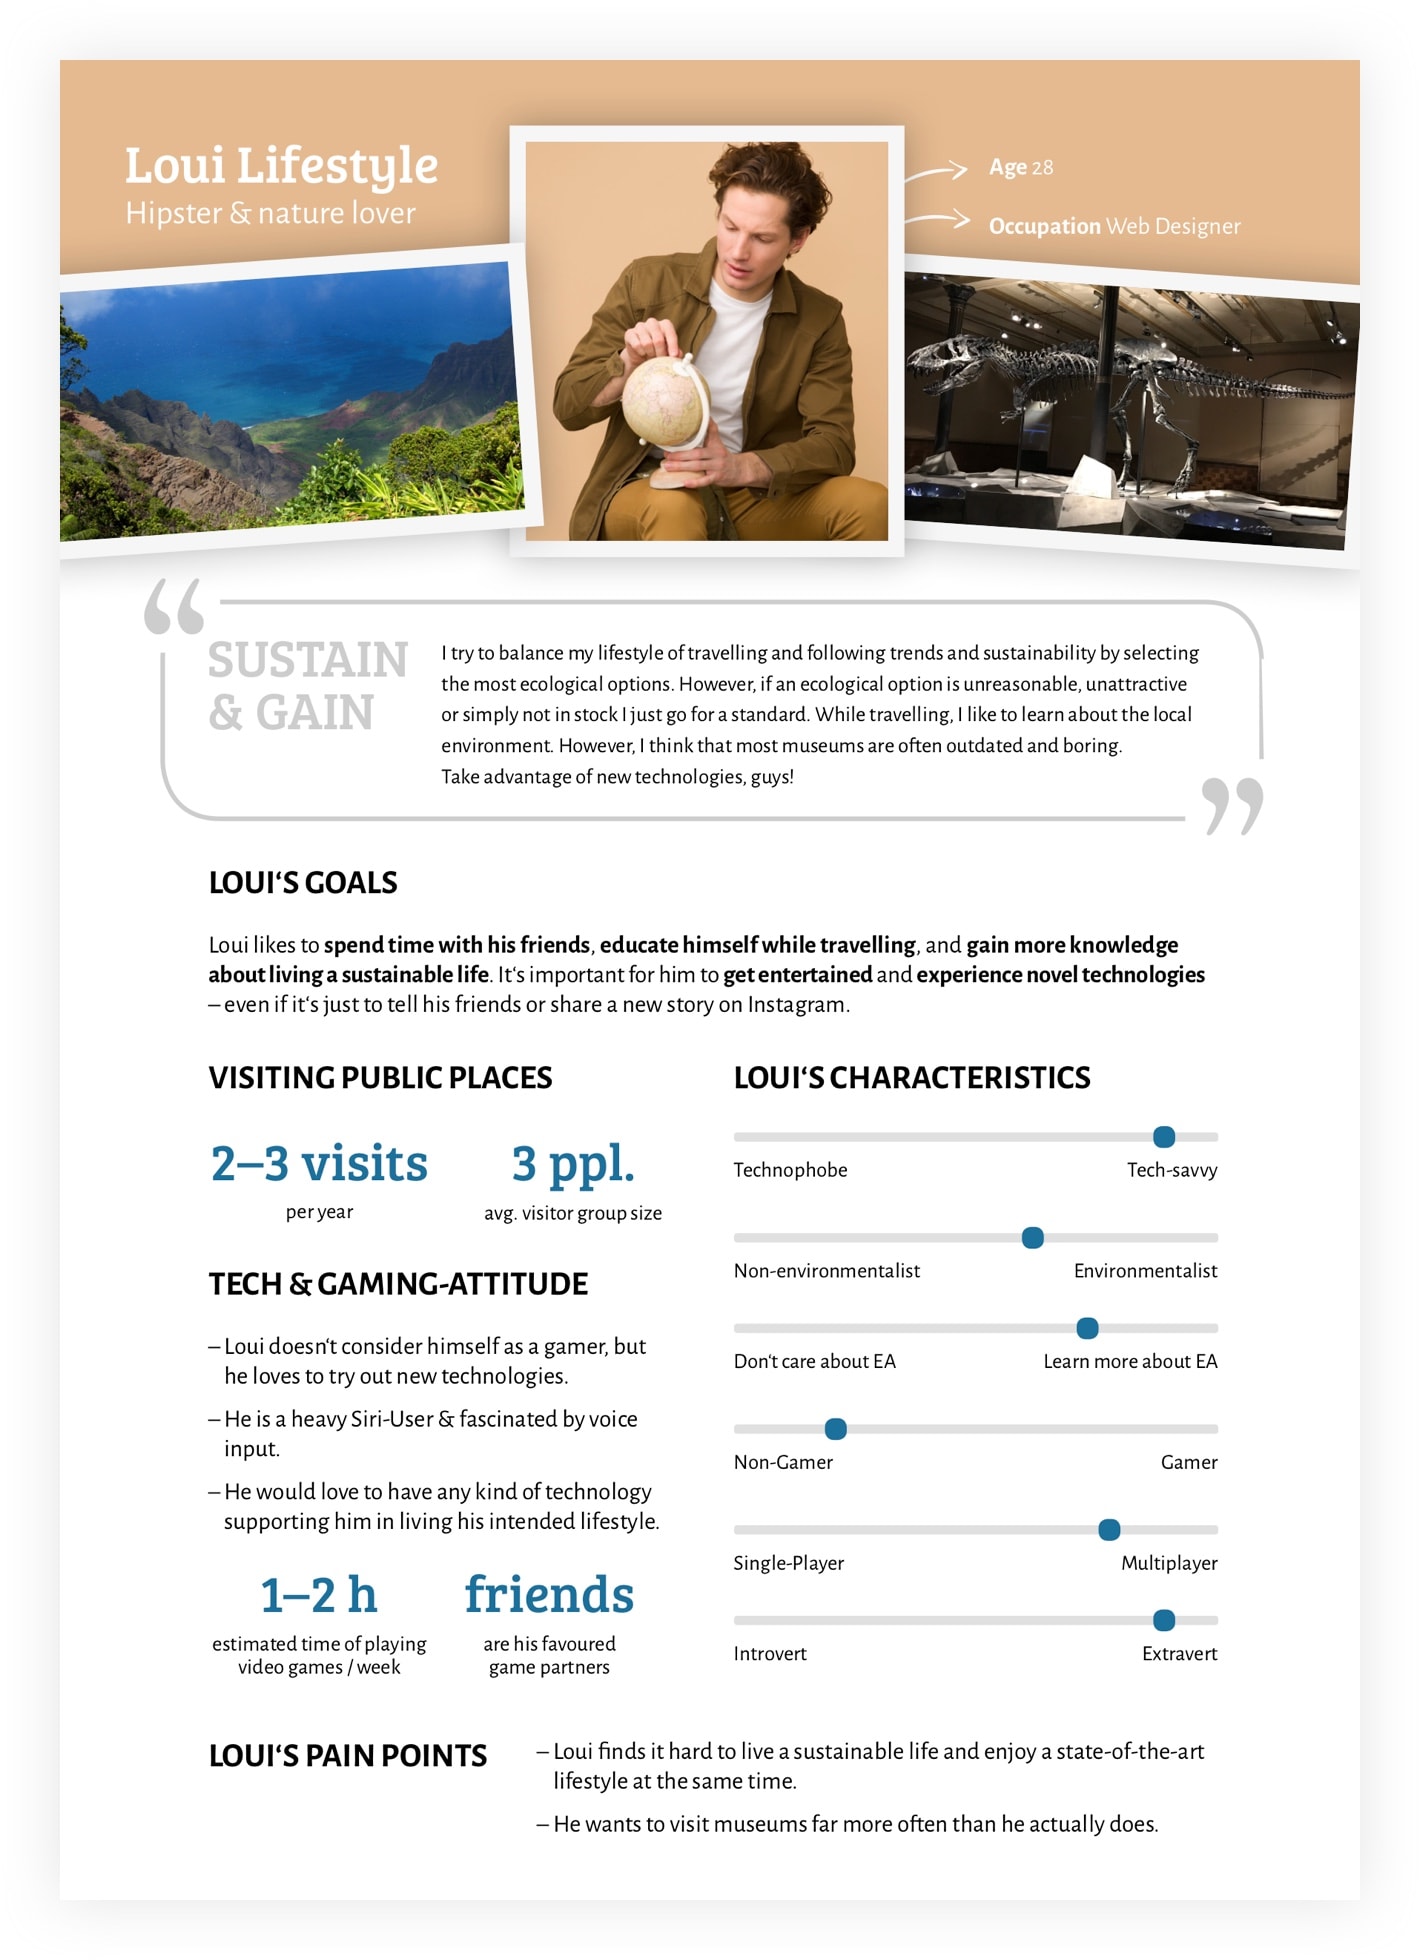 Loui Lifestyle
Hipster & nature lover
Age 28
Occupation Web Designer
“
SUSTAIN
& GAIN
I try to balance my lifestyle of travelling and following trends and sustainability by selecting
the most ecological options. However, if an ecological option is unreasonable, unattractive
or simply not in stock I just go for a standard. While travelling, I like to learn about the local
environment. However, I think that most museums are often outdated and boring.
Take advantage of new technologies, guys!
”
LOUI‘S GOALS
Loui likes to spend time with his friends, educate himself while travelling, and gain more knowledge
about living a sustainable life. It‘s important for him to get entertained and experience novel technologies
– even if it‘s just to tell his friends or share a new story on Instagram.
VISITING PUBLIC PLACES
2–3 visits
per year
3 ppl.
avg. visitor group size
TECH & GAMING-ATTITUDE
– Loui doesn‘t consider himself as a gamer, but
he loves to try out new technologies.
– He is a heavy Siri-User & fascinated by voice
input.
– He would love to have any kind of technology
supporting him in living his intended lifestyle.
1–2 h
estimated time of playing
video games / week
friends
are his favoured
game partners
LOUI‘S CHARACTERISTICS
Technophobe Tech-savvy
Non-environmentalist Environmentalist
Don‘t care about EA Learn more about EA
Non-Gamer Gamer
Single-Player Multiplayer
Introvert Extravert
LOUI‘S PAIN POINTS
– Loui finds it hard to live a sustainable life and enjoy a state-of-the-art
lifestyle at the same time.
– He wants to visit museums far more often than he actually does.